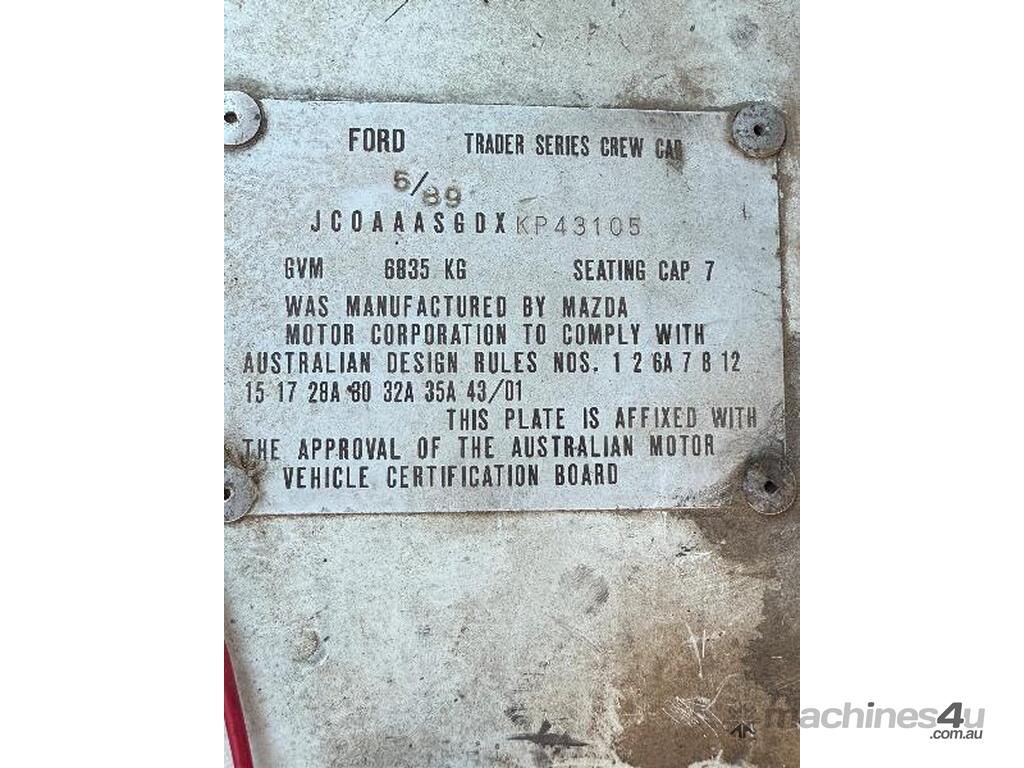 FORD TRADER SERIES CREW CAB
5/89
JC0AAASGDXKP43105
GVM 6835 KG SEATING CAP 7
WAS MANUFACTURED BY MAZDA
MOTOR CORPORATION TO COMPLY WITH
AUSTRALIAN DESIGN RULES NOS. 1 2 6A 7 8 12
15 17 28A 30 32A 35A 43/01
THIS PLATE IS AFFIXED WITH
THE APPROVAL OF THE AUSTRALIAN MOTOR
VEHICLE CERTIFICATION BOARD
machines4u
.com.au